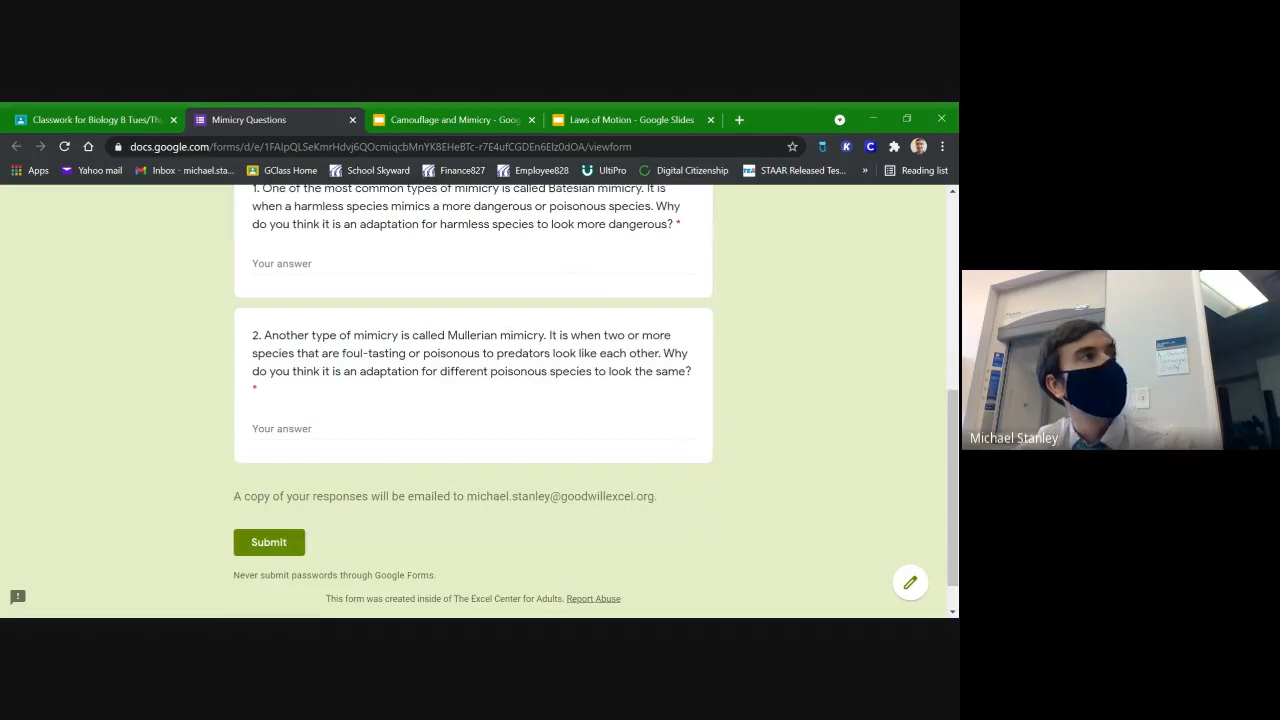 Classwork for Biology B Tues/Th
Mimicry Questions
Camouflage and Mimicry - Goog
Laws of Motion - Google Slides
docs.google.com/forms/d/e/1FAIpQLSeKmrHdvj6QOcmiqcbMnYK8EHeBTc-r7E4ufCGDEn6EIz0dOA/viewform
Apps
Yahoo mail
Inbox - michael.sta...
GClass Home
School Skyward
Finance827
Employee828
UltiPro
Digital Citizenship
STAAR Released Tes...
»
Reading list
1. One of the most common types of mimicry is called Batesian mimicry. It is
when a harmless species mimics a more dangerous or poisonous species. Why
do you think it is an adaptation for harmless species to look more dangerous? *
Your answer
2. Another type of mimicry is called Mullerian mimicry. It is when two or more
species that are foul-tasting or poisonous to predators look like each other. Why
do you think it is an adaptation for different poisonous species to look the same?
*
Your answer
A copy of your responses will be emailed to michael.stanley@goodwillexcel.org.
Submit
Never submit passwords through Google Forms.
This form was created inside of The Excel Center for Adults. Report Abuse
Michael Stanley